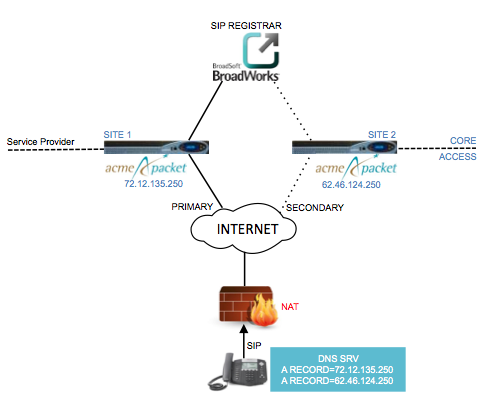 SIP REGISTRAR
BroadSoft
BroadWorks
SITE 1
SITE 2
Service Provider
CORE
acme packet
acme packet
ACCESS
72.12.135.250
62.46.124.250
PRIMARY
SECONDARY
INTERNET
NAT
SIP
DNS SRV
A RECORD=72.12.135.250
A RECORD=62.46.124.250